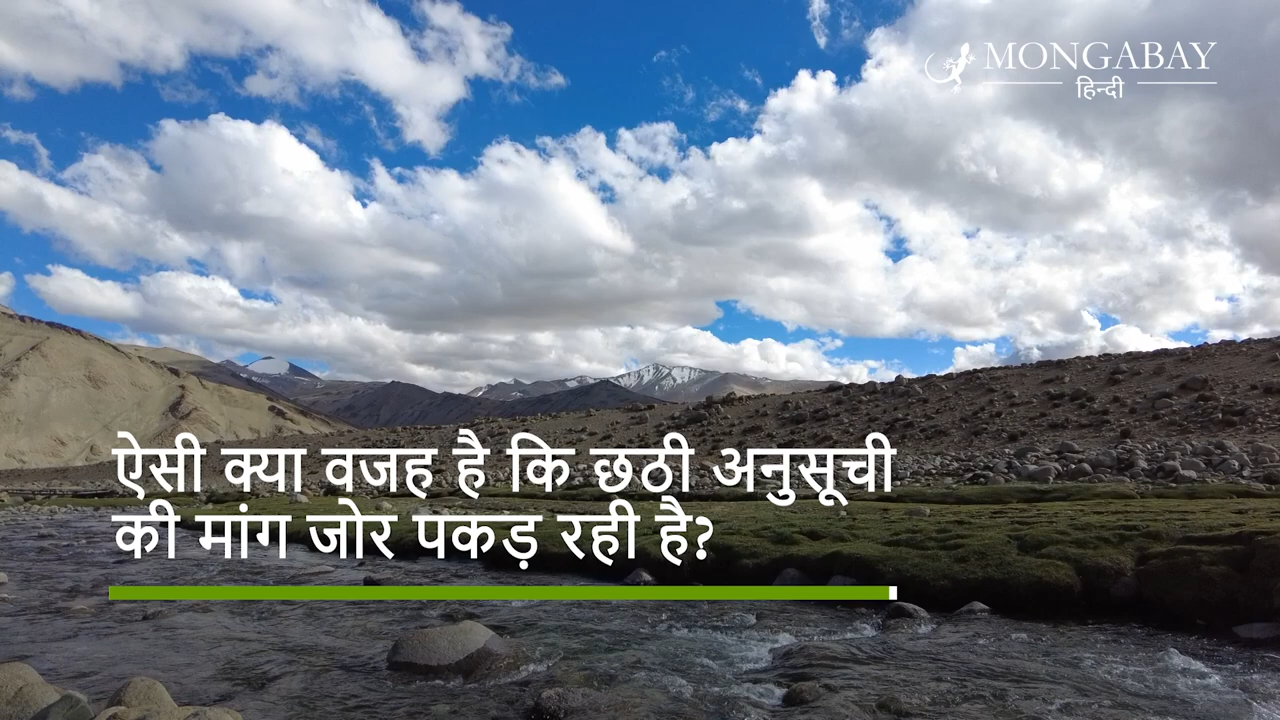 MONGABAY
हिन्दी
ऐसी क्या वजह है कि छठी अनुसूची
की मांग जोर पकड़ रही है?